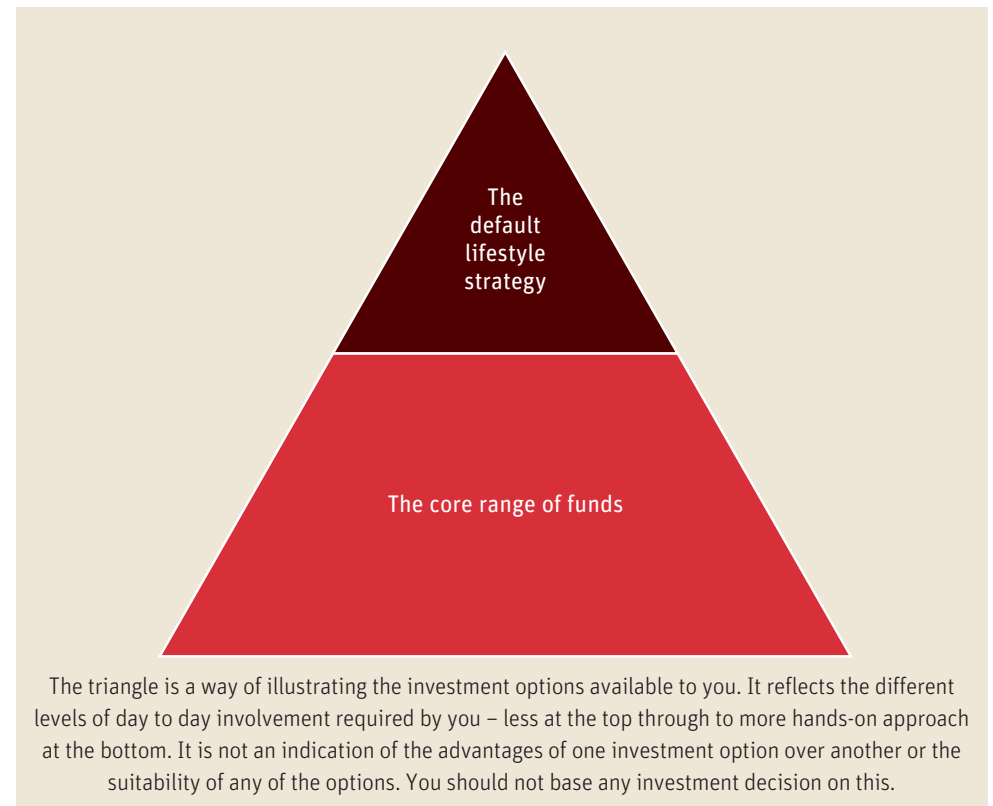 The
default
lifestyle
strategy
The core range of funds
The triangle is a way of illustrating the investment options available to you. It reflects the different
levels of day to day involvement required by you – less at the top through to more hands-on approach
at the bottom. It is not an indication of the advantages of one investment option over another or the
suitability of any of the options. You should not base any investment decision on this.